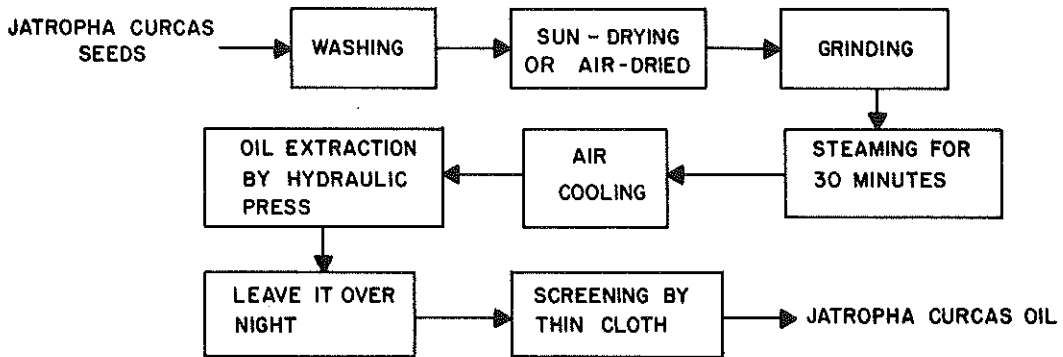 JATROPHA CURCAS
SEEDS
WASHING
SUN - DRYING
OR AIR-DRIED
GRINDING
STEAMING FOR
30 MINUTES
AIR
COOLING
OIL EXTRACTION
BY HYDRAULIC
PRESS
LEAVE IT OVER
NIGHT
SCREENING BY
THIN CLOTH
JATROPHA CURCAS OIL